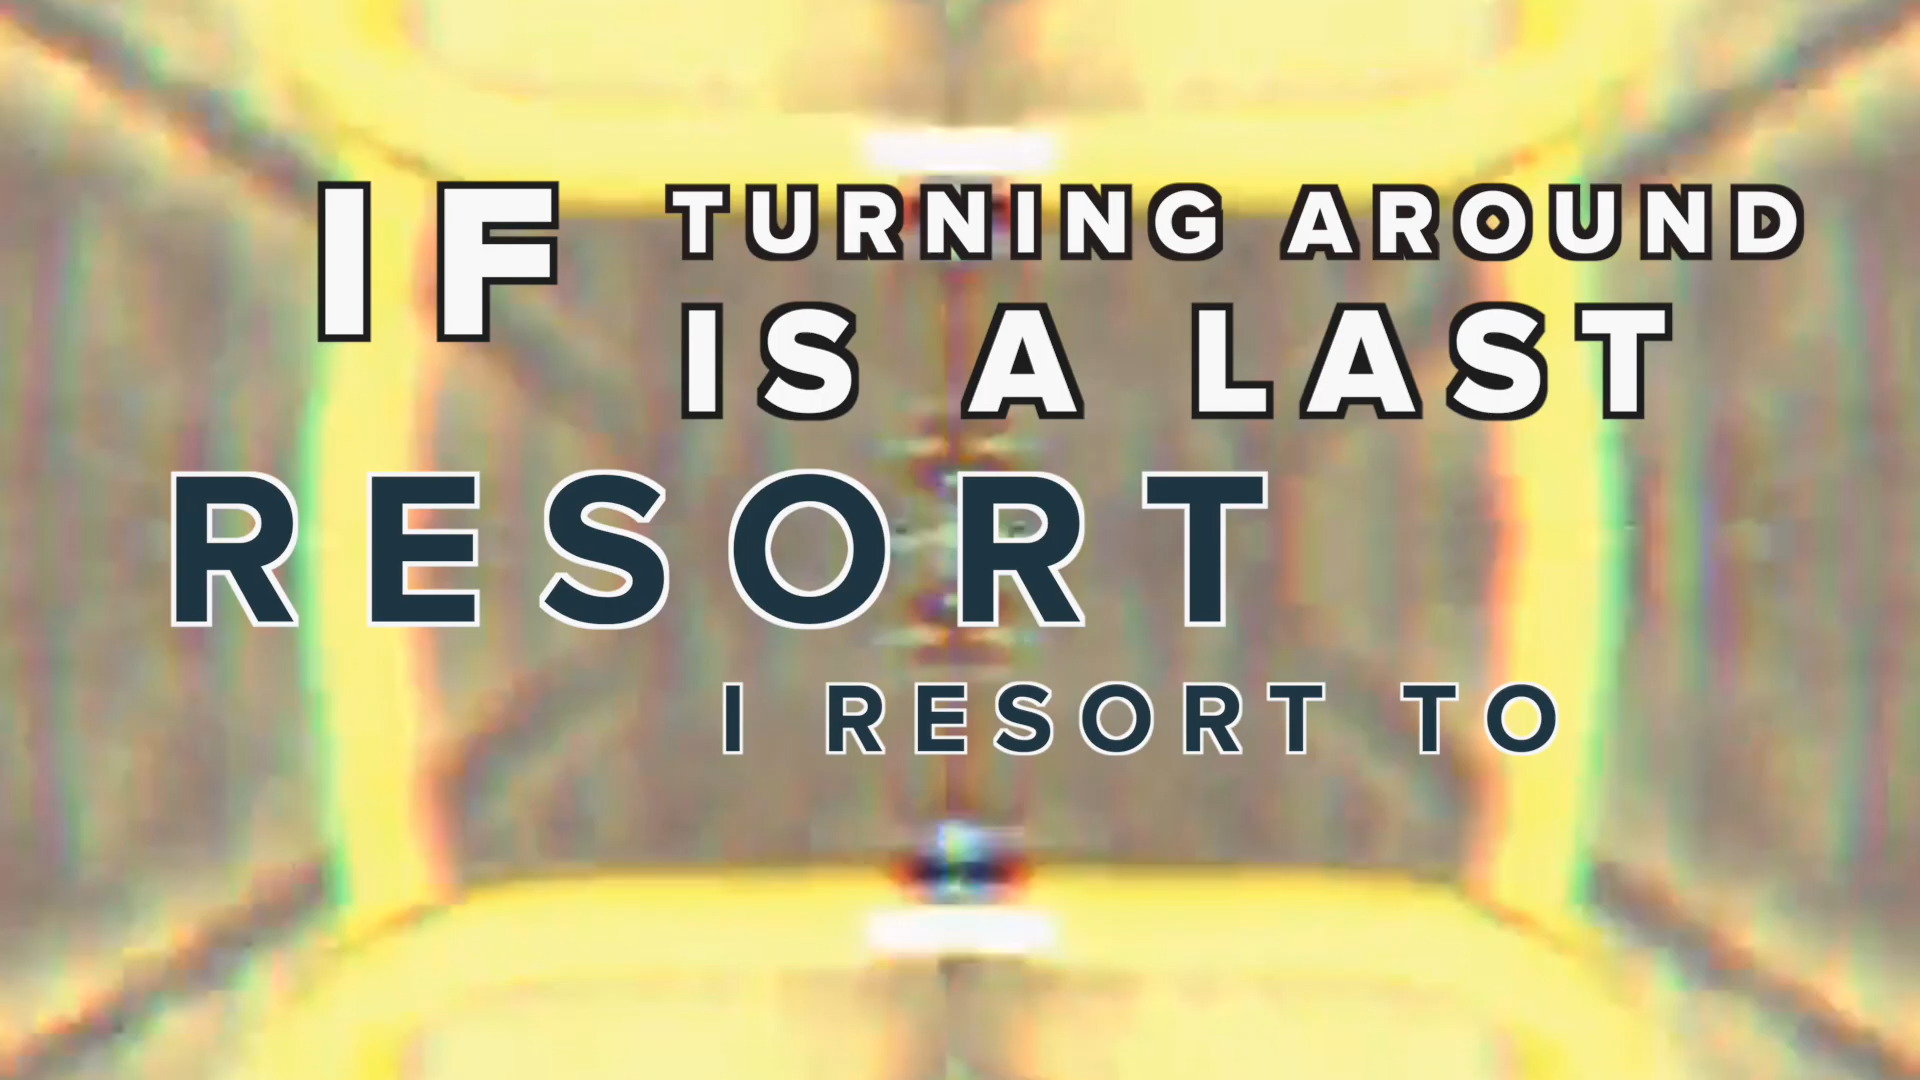 IF TURNING AROUND
IS A LAST
RESORT
I RESORT TO